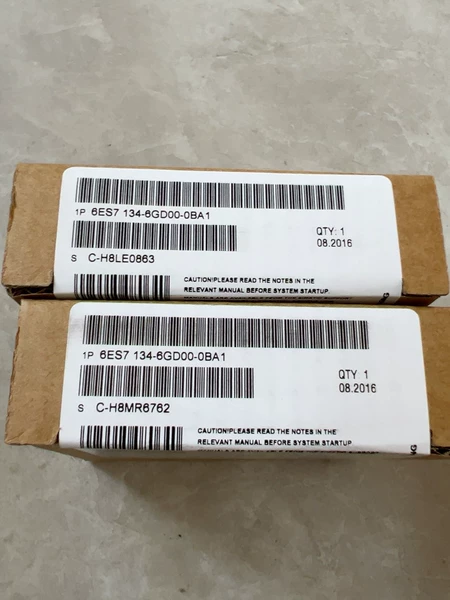 1P 6ES7 134-6GD00-0BA1
QTY: 1
08.2016
S C-H8LE0863
CAUTION!PLEASE READ THE NOTES IN THE
RELEVANT MANUAL BEFORE SYSTEM STARTUP.
1P 6ES7 134-6GD00-0BA1
QTY: 1
08.2016
S C-H8MR6762
CAUTION!PLEASE READ THE NOTES IN THE
RELEVANT MANUAL BEFORE SYSTEM STARTUP